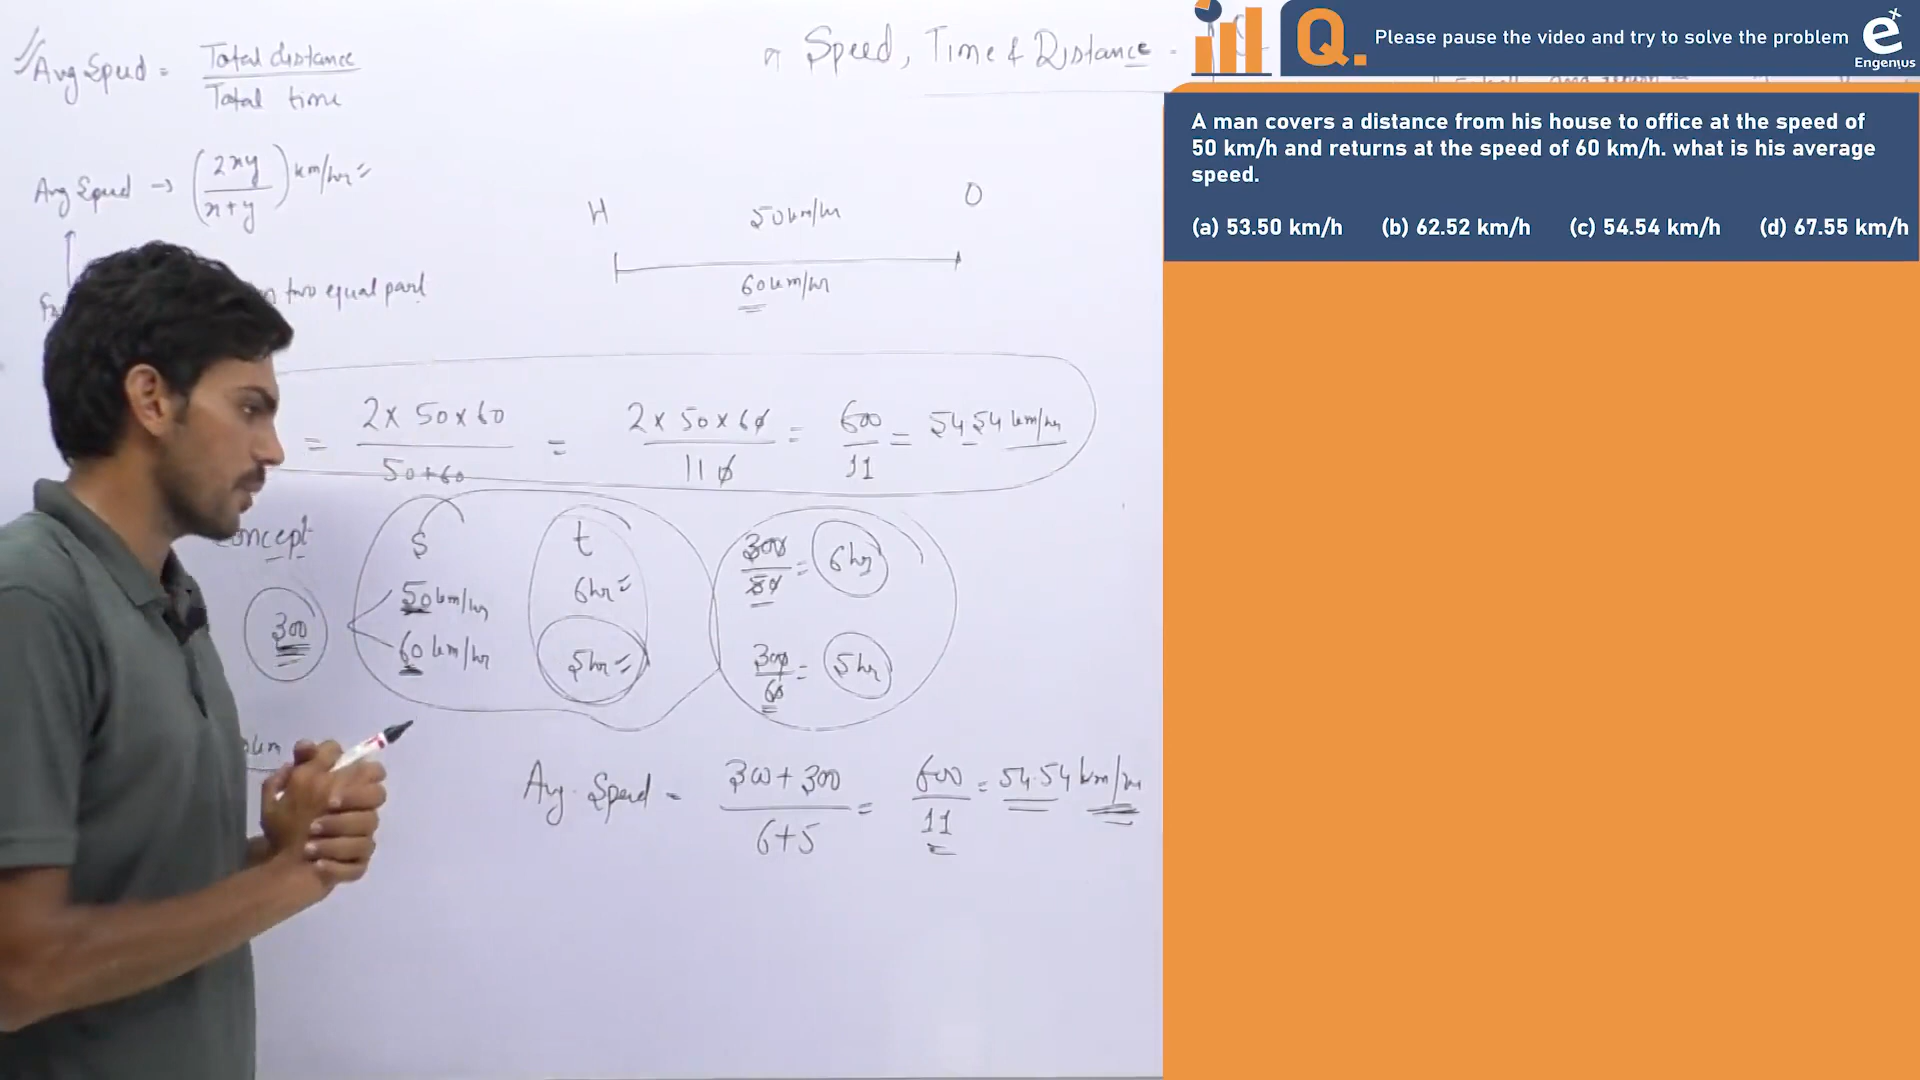 Avg Speed = Total distance
Total time
Avg Speed → (2xy / x+y) km/hr =
two equal part
Speed, Time & Distance -
H 50 km/hr O
60 km/hr
= 2 x 50 x 60 / 50+60 = 2 x 50 x 60 / 110 = 600 / 11 = 54.54 km/hr
Concept S t
300 50 km/hr 6 hr = 300 / 50 = 6 hr
60 km/hr 5 hr = 300 / 60 = 5 hr
Avg. Speed = 300 + 300 / 6+5 = 600 / 11 = 54.54 km/hr
Q. Please pause the video and try to solve the problem
ex
Engenius
A man covers a distance from his house to office at the speed of
50 km/h and returns at the speed of 60 km/h. what is his average
speed.
(a) 53.50 km/h (b) 62.52 km/h (c) 54.54 km/h (d) 67.55 km/h